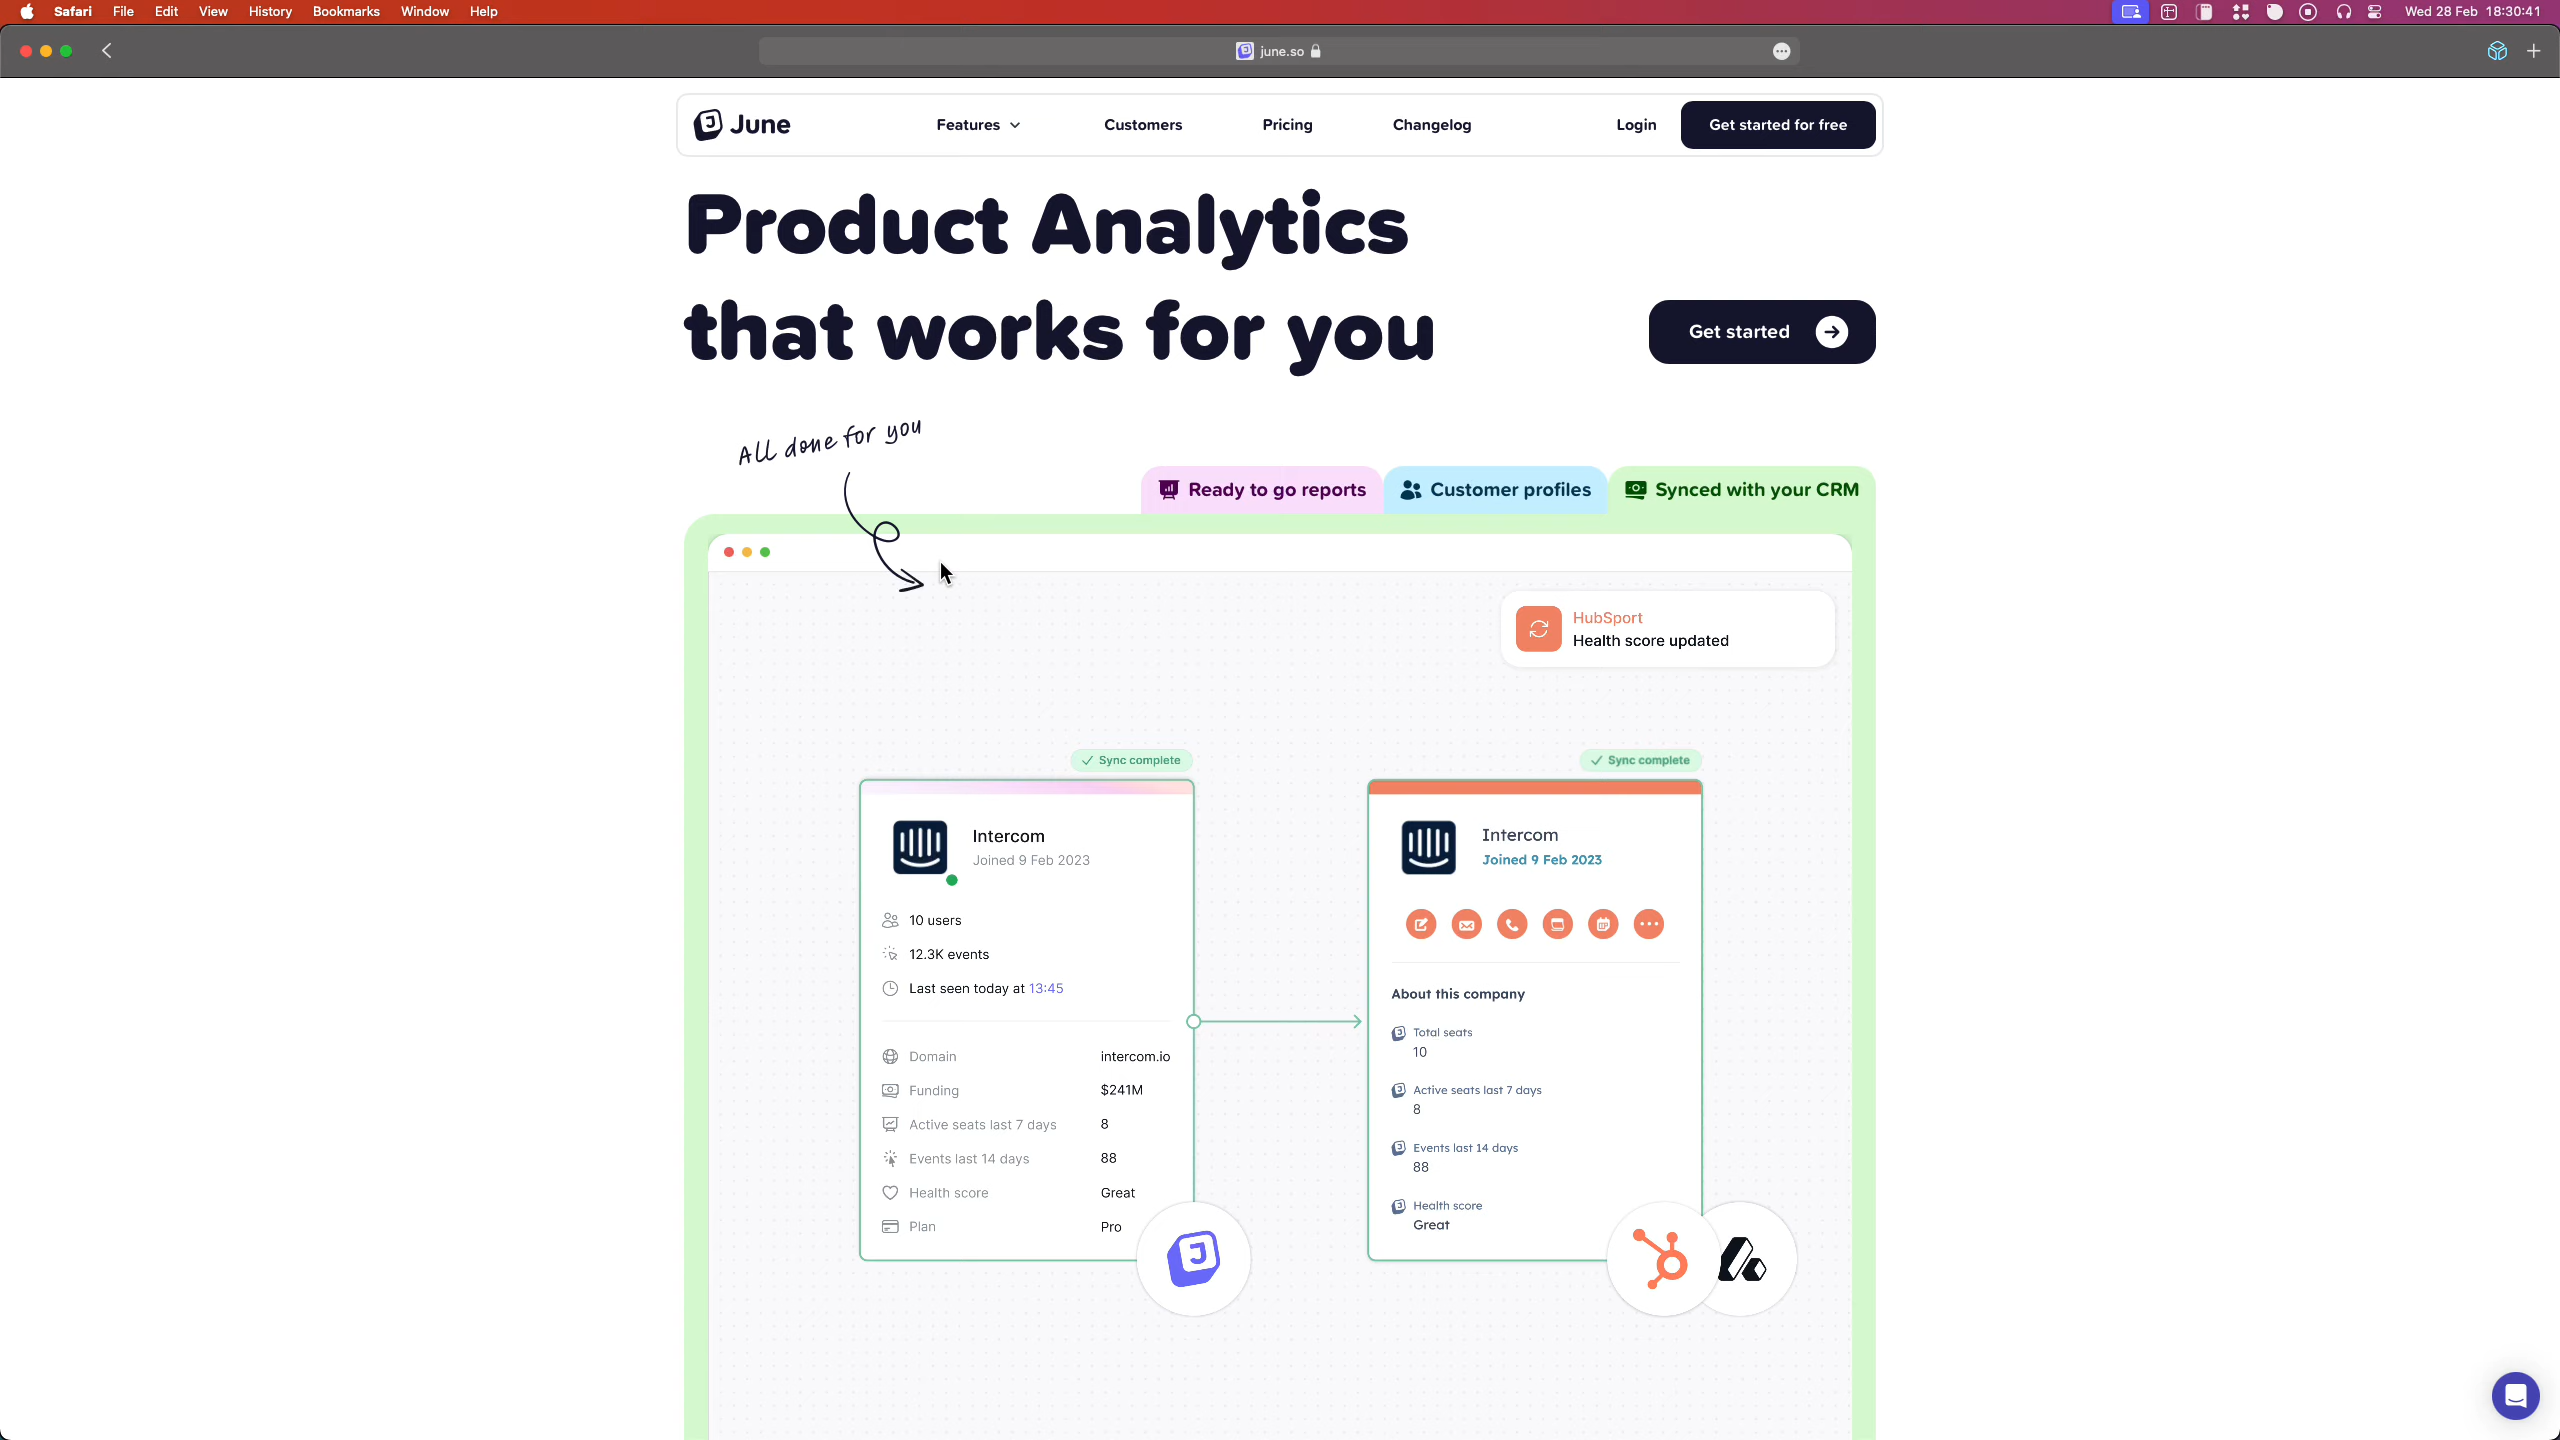 Safari File Edit View History Bookmarks Window Help
Wed 28 Feb 18:30:41
june.so
June
Features
Customers
Pricing
Changelog
Login
Get started for free
Product Analytics
that works for you
Get started
All done for you
Ready to go reports
Customer profiles
Synced with your CRM
HubSport
Health score updated
Sync complete
Intercom
Joined 9 Feb 2023
10 users
12.3K events
Last seen today at 13:45
Domain intercom.io
Funding $241M
Active seats last 7 days 8
Events last 14 days 88
Health score Great
Plan Pro
Sync complete
Intercom
Joined 9 Feb 2023
About this company
Total seats
10
Active seats last 7 days
8
Events last 14 days
88
Health score
Great